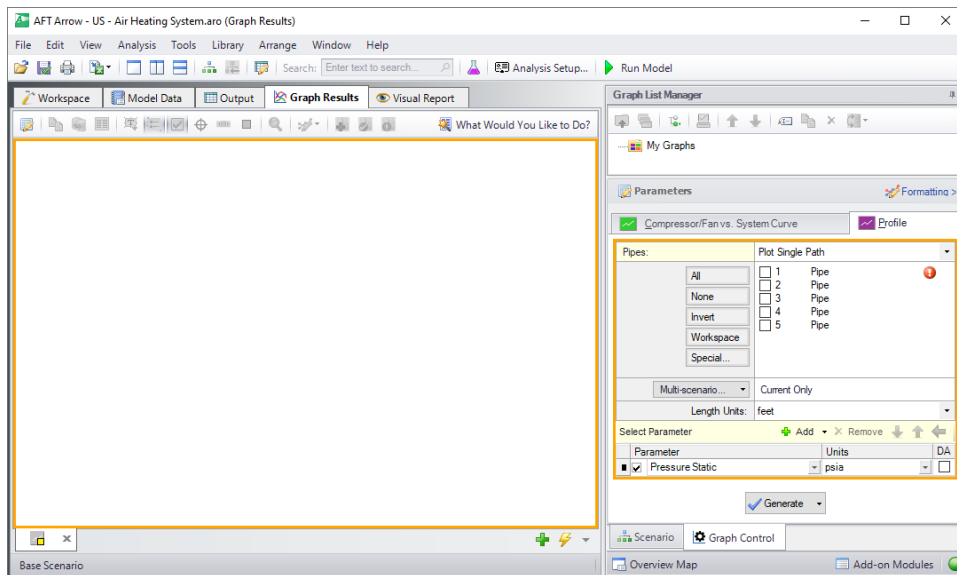 AFT Arrow - US - Air Heating System.aro (Graph Results)
File Edit View Analysis Tools Library Arrange Window Help
Search: Enter text to search... Analysis Setup... Run Model
Workspace Model Data Output Graph Results Visual Report
What Would You Like to Do?
Graph List Manager
My Graphs
Parameters Formatting >
Compressor/Fan vs. System Curve Profile
Pipes: Plot Single Path
All
None
Invert
Workspace
Special...
1 Pipe
2 Pipe
3 Pipe
4 Pipe
5 Pipe
Multi-scenario... Current Only
Length Units: feet
Select Parameter Add Remove
Parameter Units DA
Pressure Static psia
Generate
Scenario Graph Control
Base Scenario
Overview Map Add-on Modules